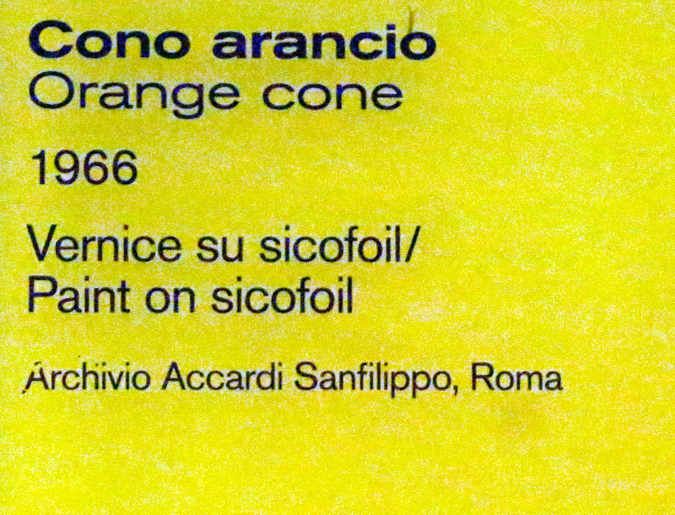 Cono arancio
Orange cone
1966
Vernice su sicofoil/
Paint on sicofoil
Archivio Accardi Sanfilippo, Roma